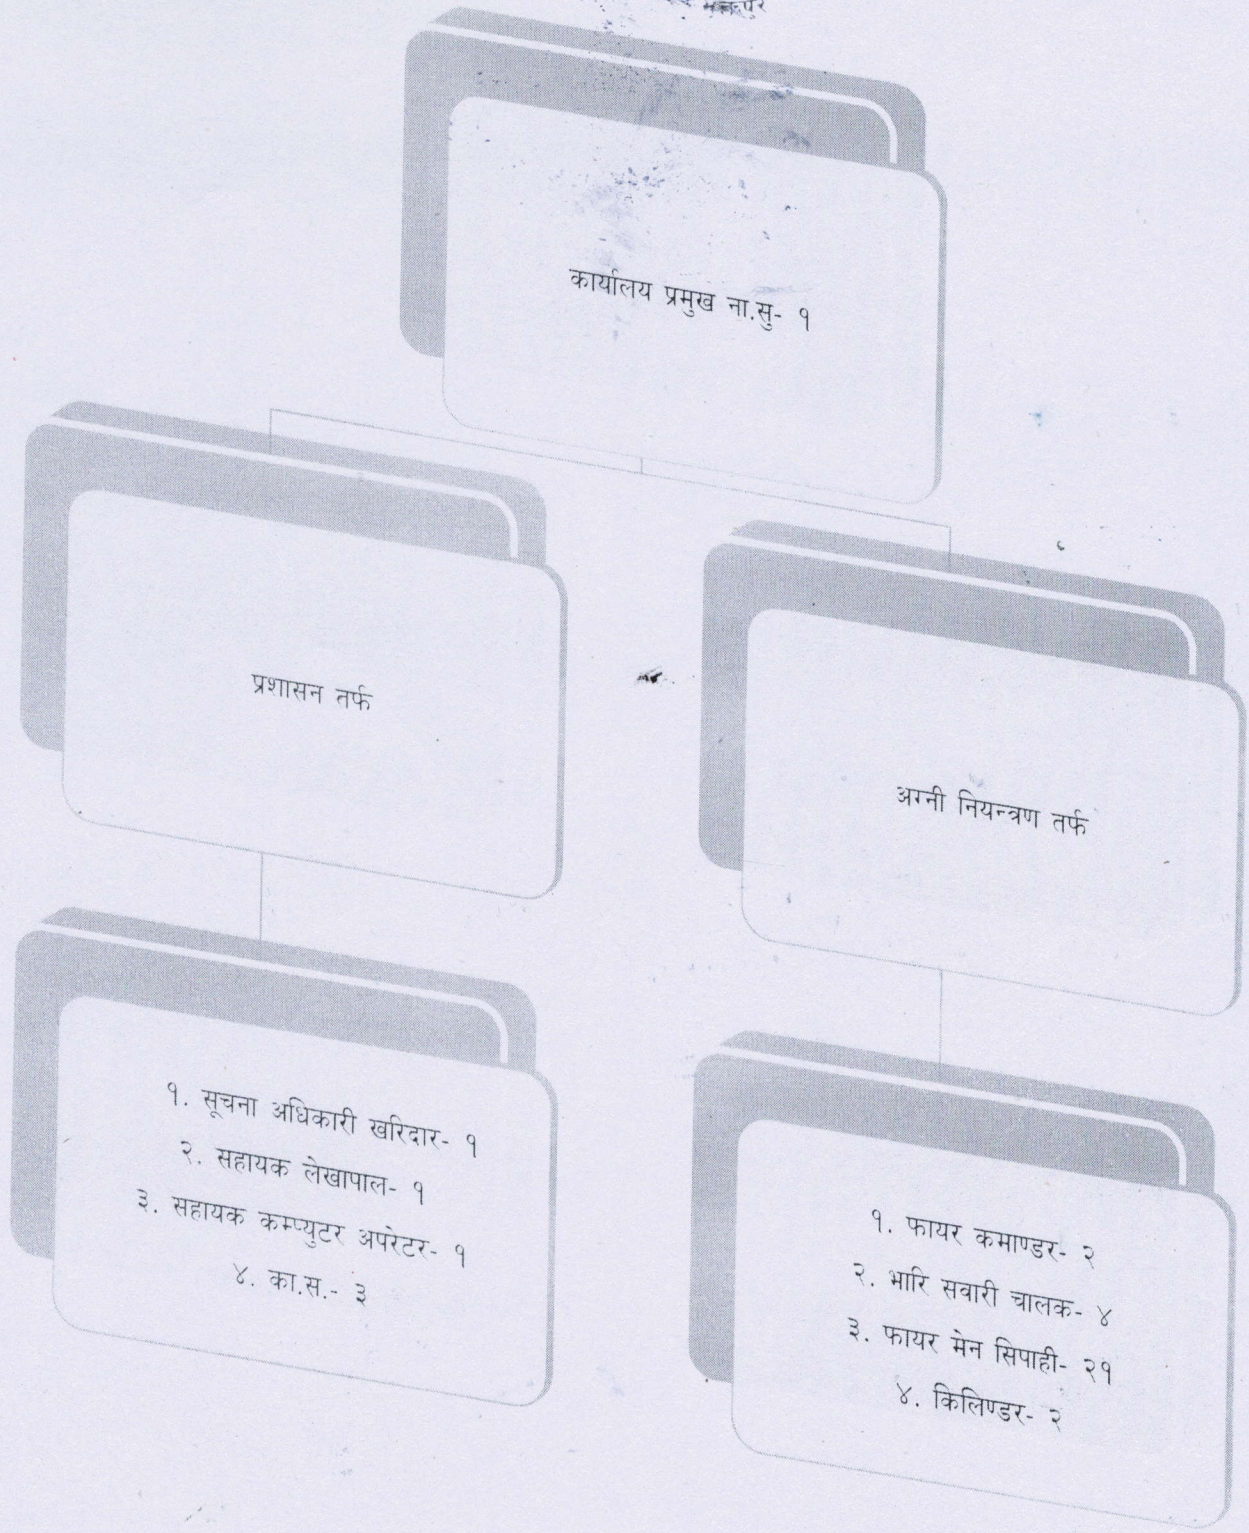 कार्यालय प्रमुख ना.सु- १
प्रशासन तर्फ
अग्नी नियन्त्रण तर्फ
१. सूचना अधिकारी खरिदार- १
२. सहायक लेखापाल- १
३. सहायक कम्प्युटर अपरेटर- १
४. का.स.- ३
१. फायर कमाण्डर- २
२. भारि सवारी चालक- ४
३. फायर मेन सिपाही- २१
४. किलिण्डर- २